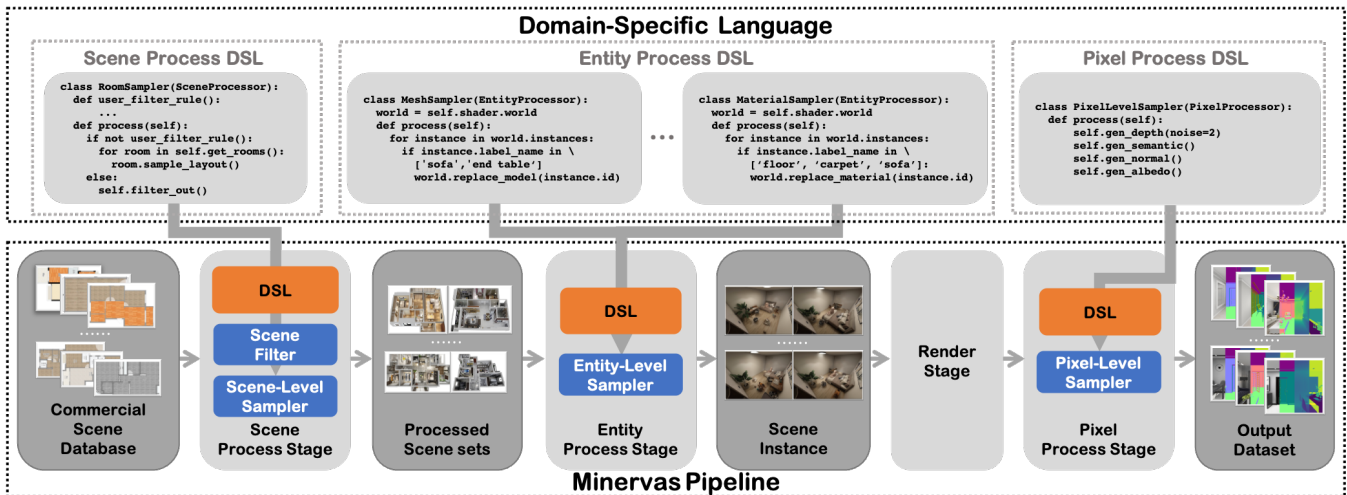 Domain-Specific Language
Scene Process DSL
class RoomSampler(SceneProcessor):
def user_filter_rule():
...
def process(self):
if not user_filter_rule():
for room in self.get_rooms():
room.sample_layout()
else:
self.filter_out()
Entity Process DSL
class MeshSampler(EntityProcessor):
world = self.shader.world
def process(self):
for instance in world.instances:
if instance.label_name in \
['sofa','end table‘]
world.replace_model(instance.id)
...
class MaterialSampler(EntityProcessor):
world = self.shader.world
def process(self):
for instance in world.instances:
if instance.label_name in \
[‘floor’, ‘carpet’, ‘sofa’]:
world.replace_material(instance.id)
Pixel Process DSL
class PixelLevelSampler(PixelProcessor):
def process(self):
self.gen_depth(noise=2)
self.gen_semantic()
self.gen_normal()
self.gen_albedo()
......
Commercial
Scene
Database
DSL
Scene
Filter
Scene-Level
Sampler
Scene
Process Stage
......
Processed
Scene sets
DSL
Entity-Level
Sampler
Entity
Process Stage
......
Scene
Instance
Render
Stage
DSL
Pixel-Level
Sampler
Pixel
Process Stage
......
Output
Dataset
Minervas Pipeline